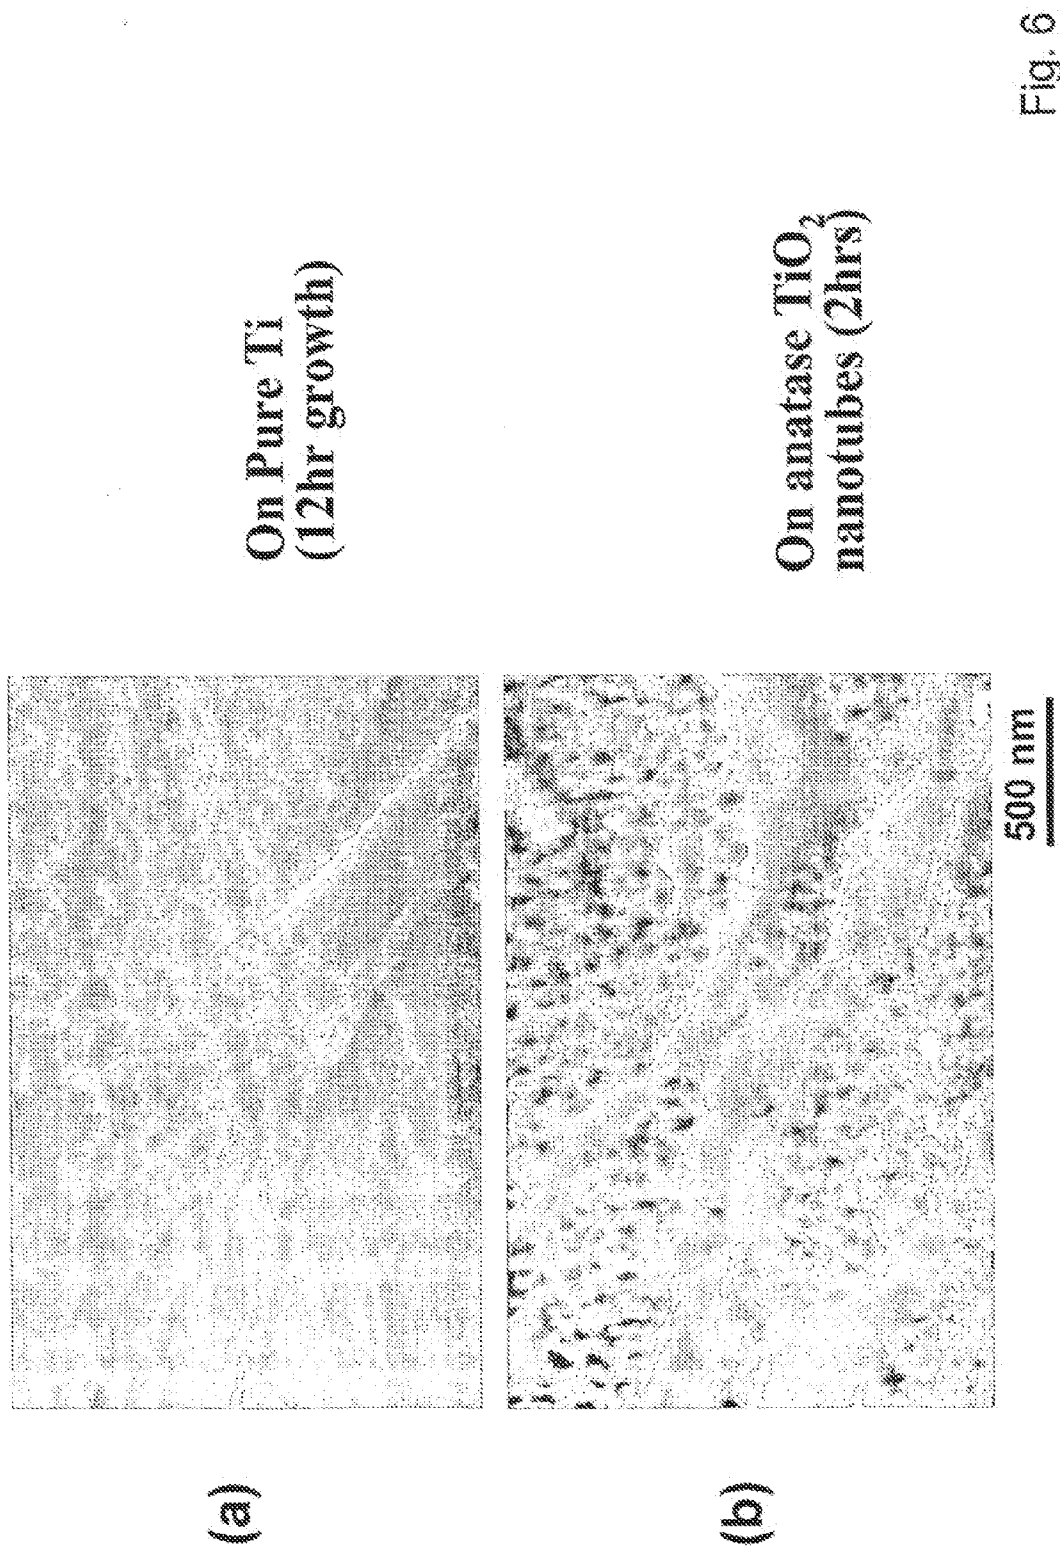 (a)
On Pure Ti
(12hr growth)
(b)
On anatase TiO₂
nanotubes (2hrs)
500 nm
Fig. 6